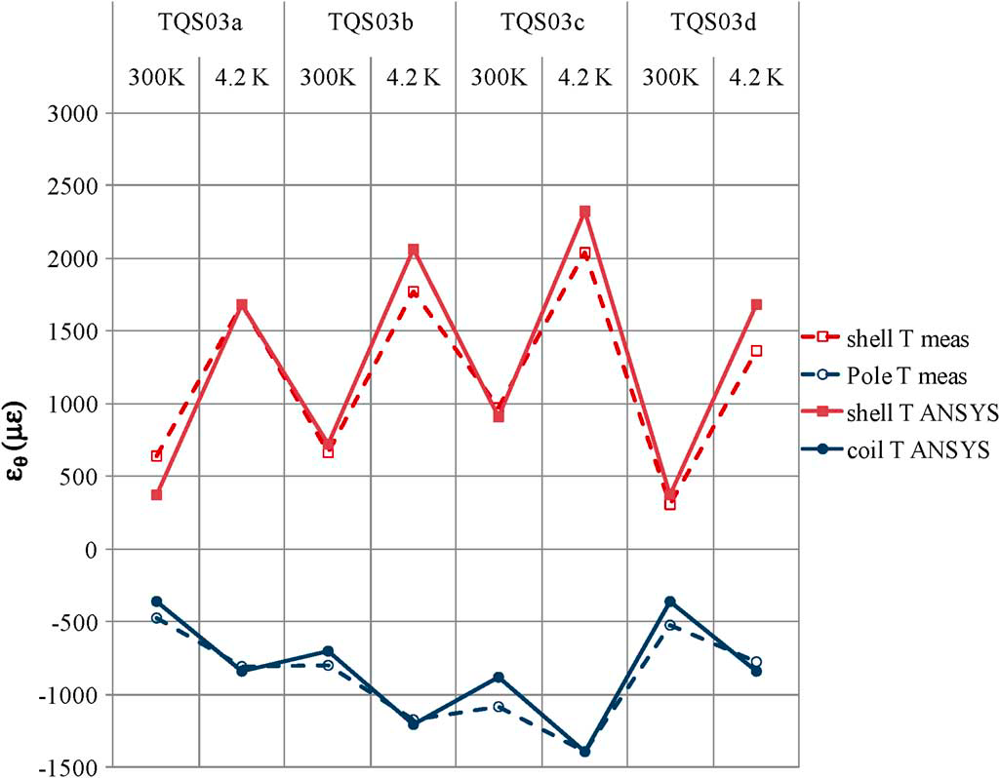 TQS03a TQS03b TQS03c TQS03d
300K 4.2 K 300K 4.2 K 300K 4.2 K 300K 4.2 K
3000
2500
2000
1500
1000
500
0
-500
-1000
-1500
εθ (με)
shell T meas
Pole T meas
shell T ANSYS
coil T ANSYS